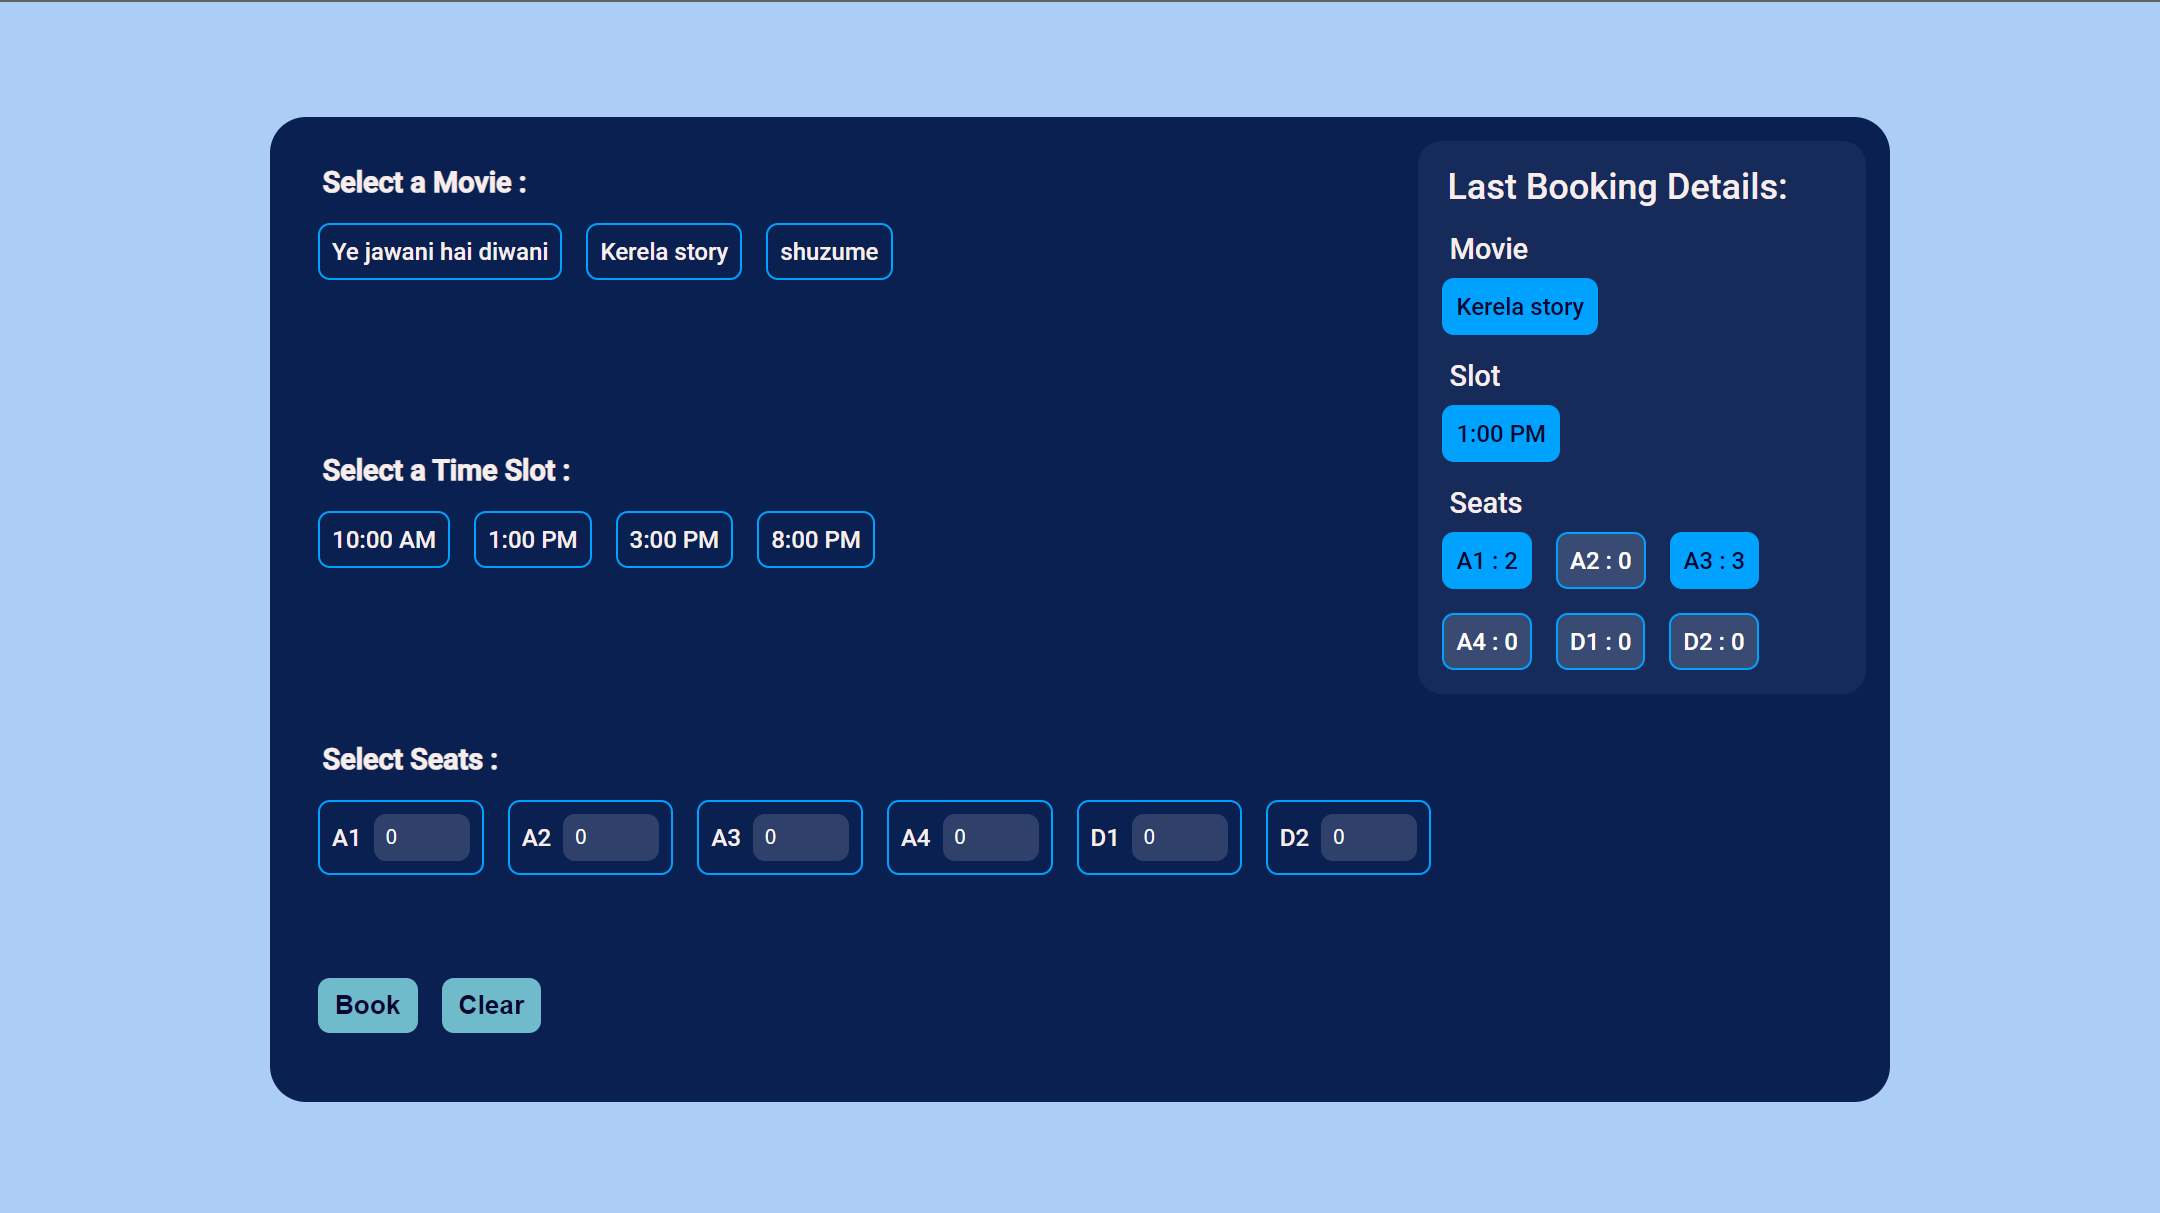 Select a Movie :
Ye jawani hai diwani Kerela story shuzume
Select a Time Slot :
10:00 AM 1:00 PM 3:00 PM 8:00 PM
Select Seats :
A1 0 A2 0 A3 0 A4 0 D1 0 D2 0
Book Clear
Last Booking Details:
Movie
Kerela story
Slot
1:00 PM
Seats
A1 : 2 A2 : 0 A3 : 3
A4 : 0 D1 : 0 D2 : 0